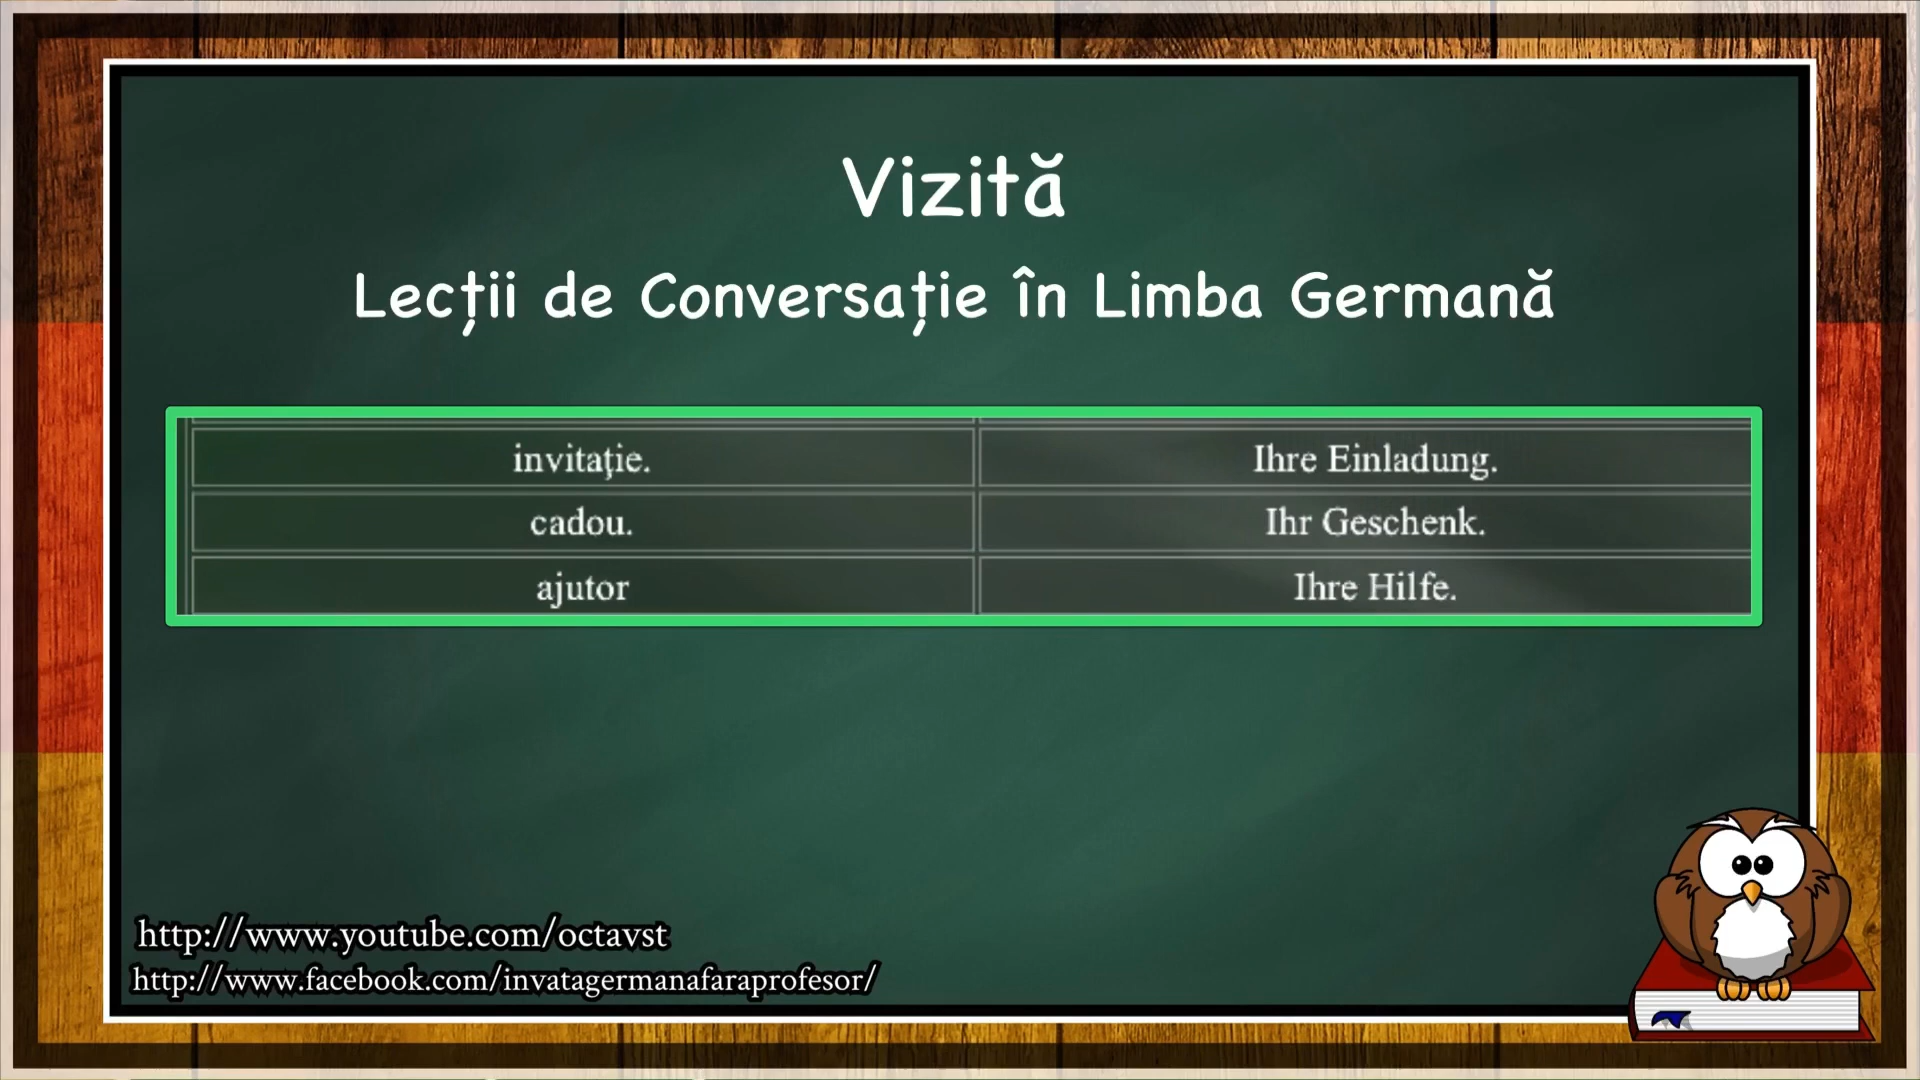 Vizită
Lecții de Conversație în Limba Germană
invitaţie. Ihre Einladung.
cadou. Ihr Geschenk.
ajutor Ihre Hilfe.
http://www.youtube.com/octavst
http://www.facebook.com/invatagermanafaraprofesor/